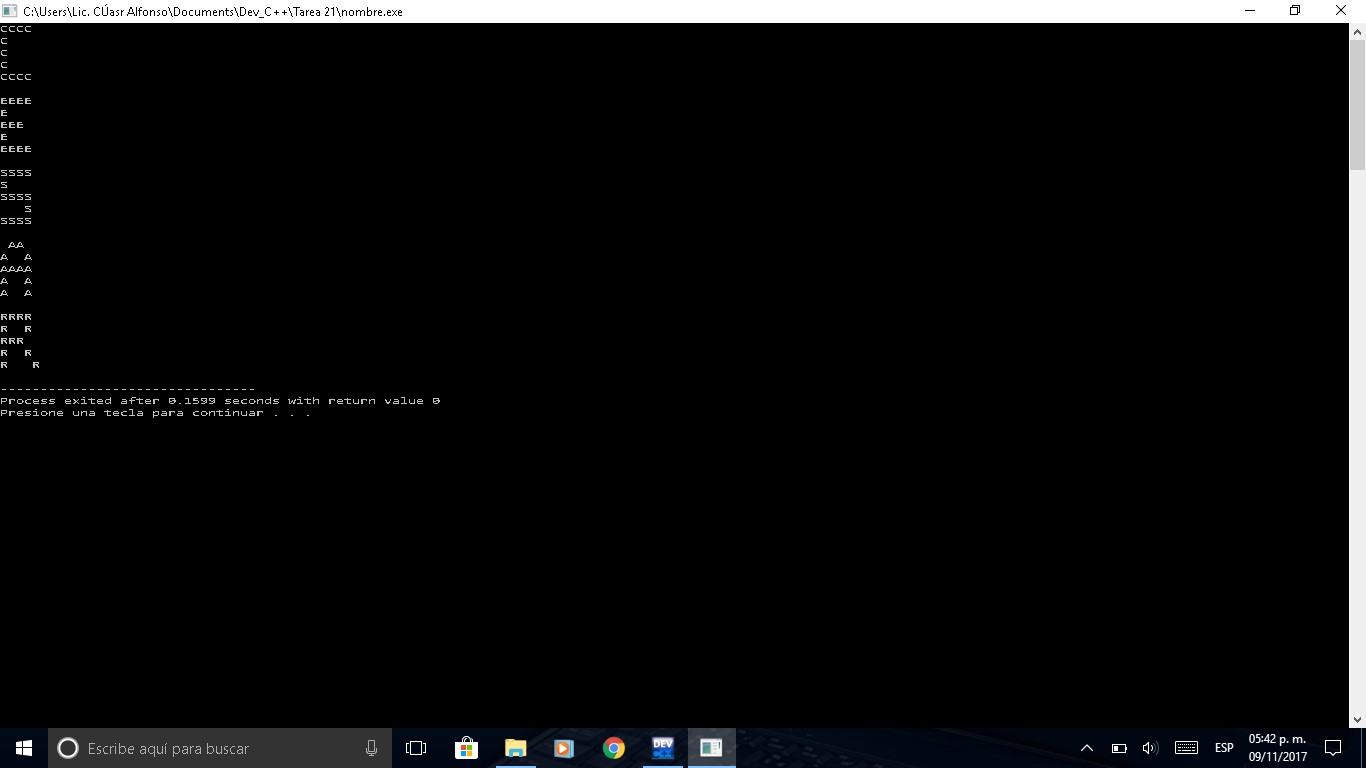 C:\Users\Lic. CÚasr Alfonso\Documents\Dev_C++\Tarea 21\nombre.exe
CCCC
C
C
C
CCCC

EEEE
E
EEE
E
EEEE

SSSS
S
SSSS
   S
SSSS

 AA
A  A
AAAA
A  A
A  A

RRRR
R  R
RRR
R  R
R   R

--------------------------------
Process exited after 0.1599 seconds with return value 0
Presione una tecla para continuar . . .
Escribe aquí para buscar
DEV
C++
ESP
05:42 p. m.
09/11/2017